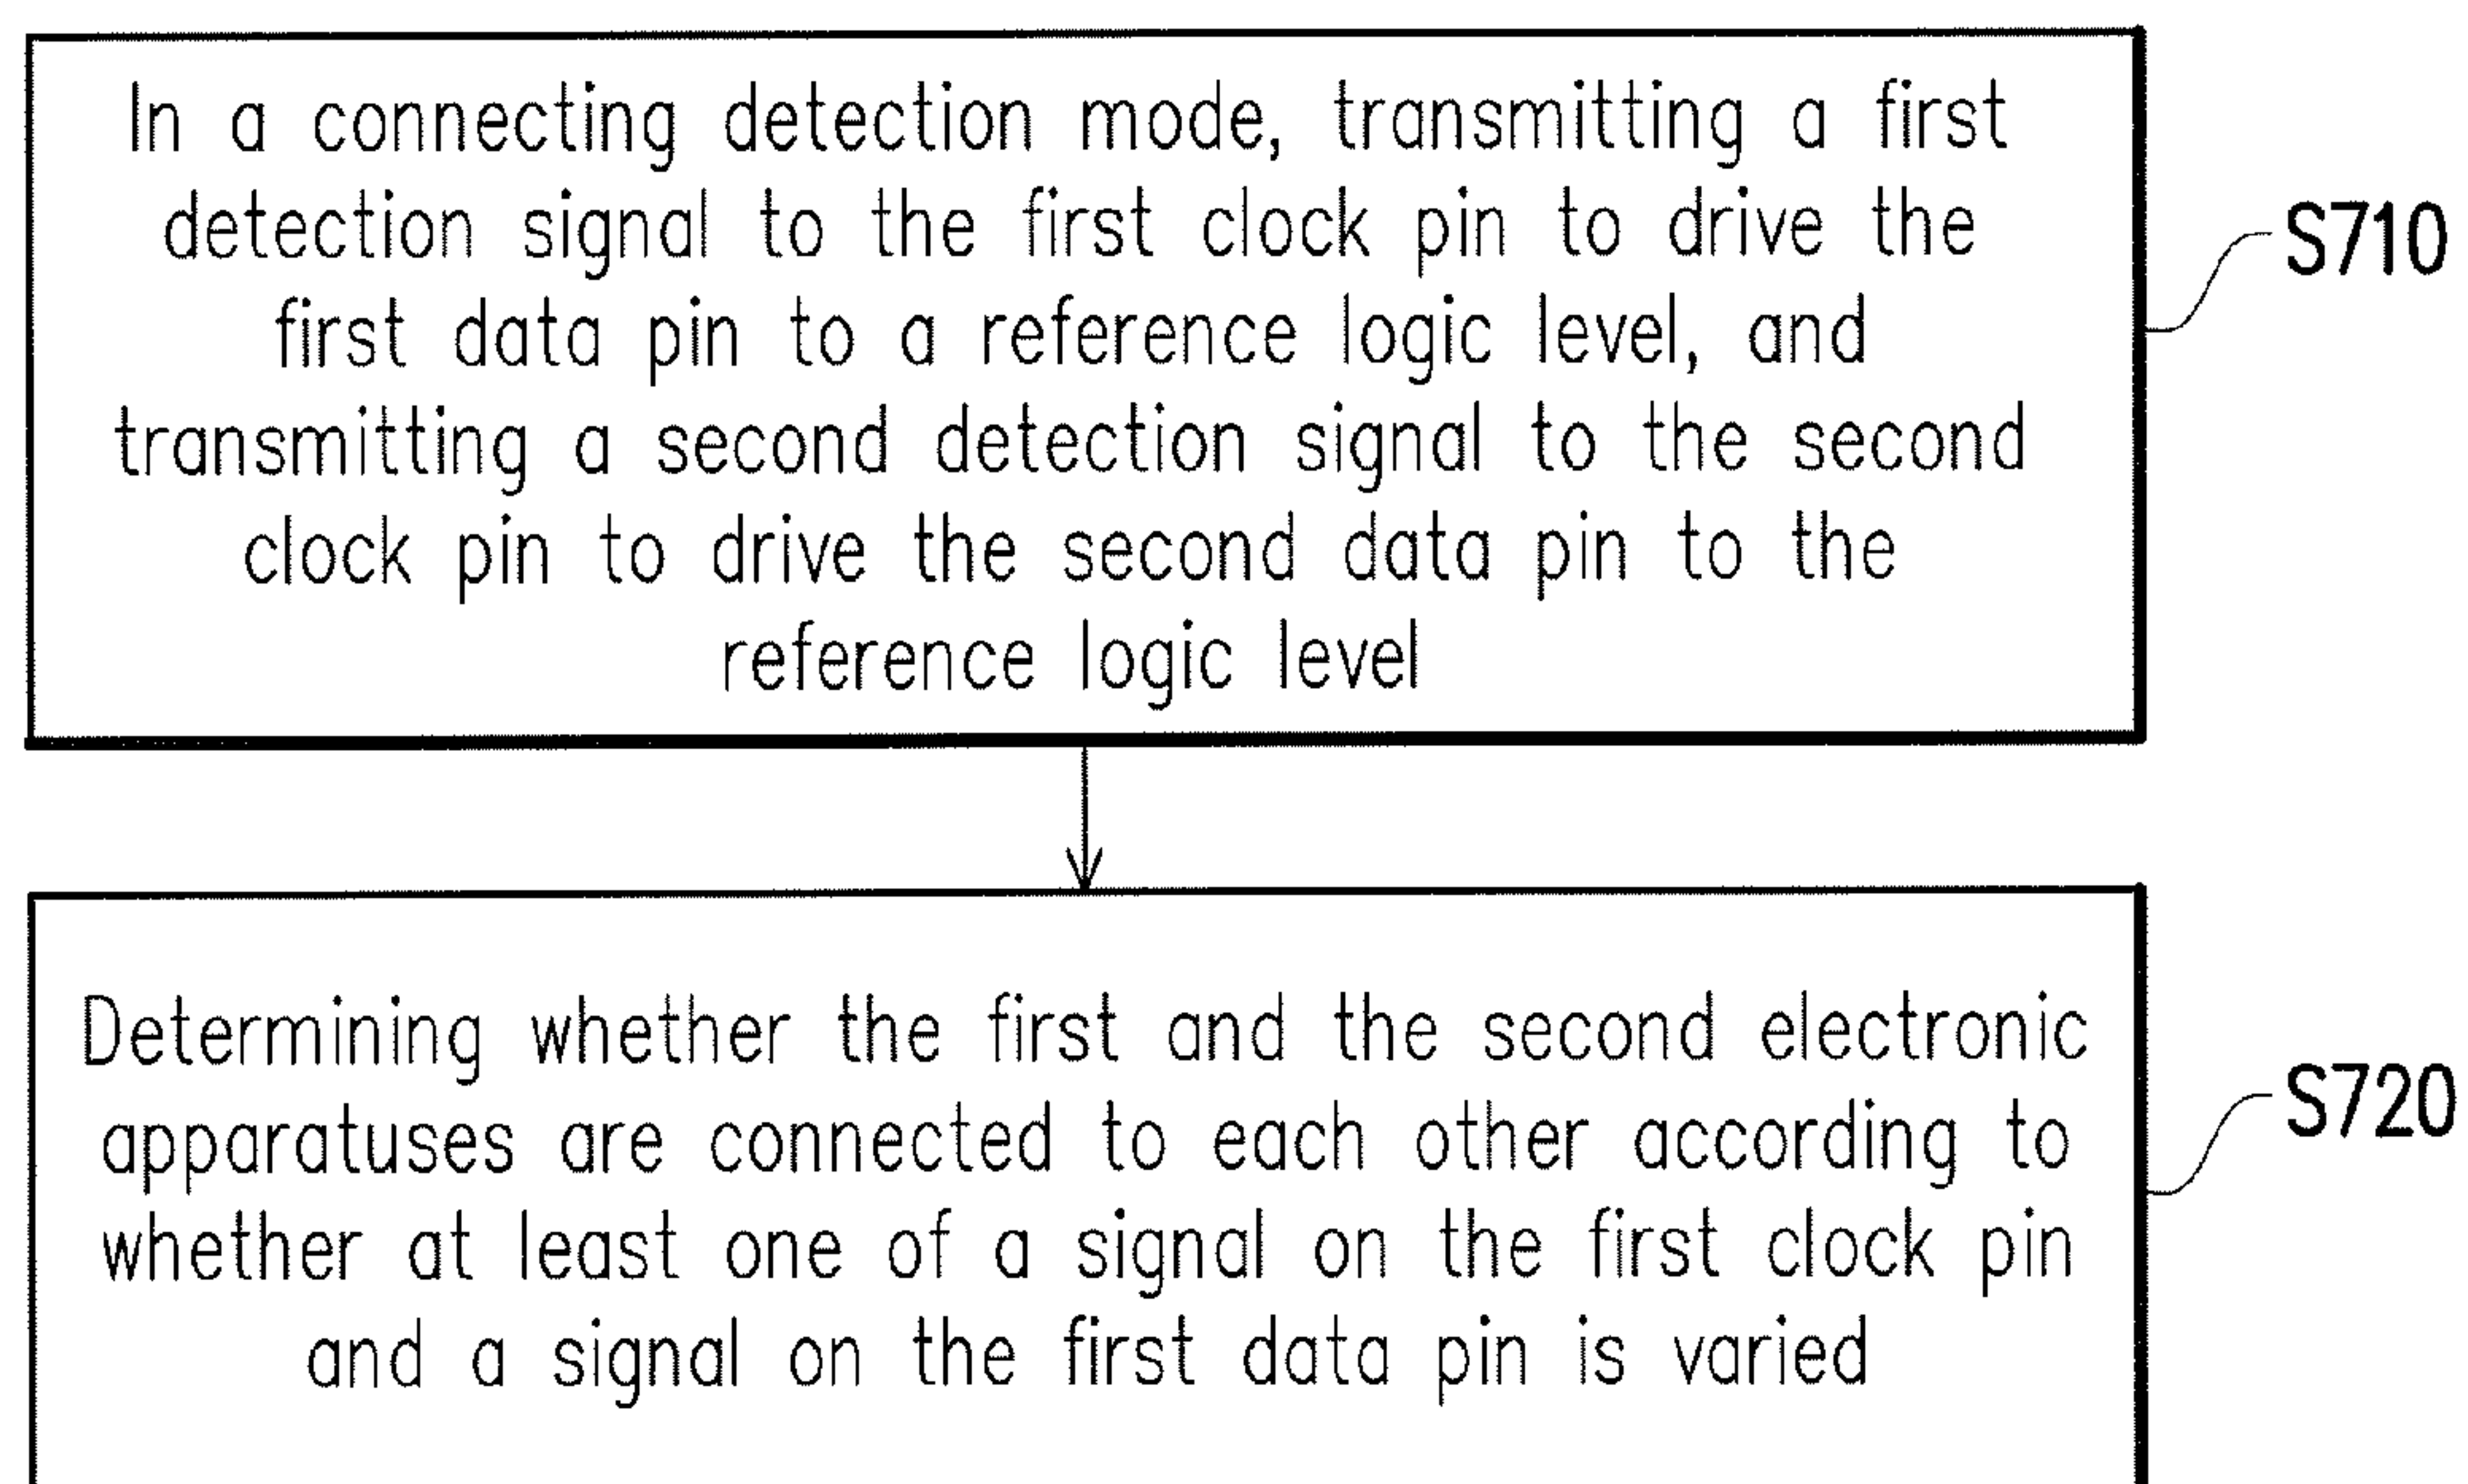 In a connecting detection mode, transmitting a first
detection signal to the first clock pin to drive the
first data pin to a reference logic level, and
transmitting a second detection signal to the second
clock pin to drive the second data pin to the
reference logic level
S710
Determining whether the first and the second electronic
apparatuses are connected to each other according to
whether at least one of a signal on the first clock pin
and a signal on the first data pin is varied
S720